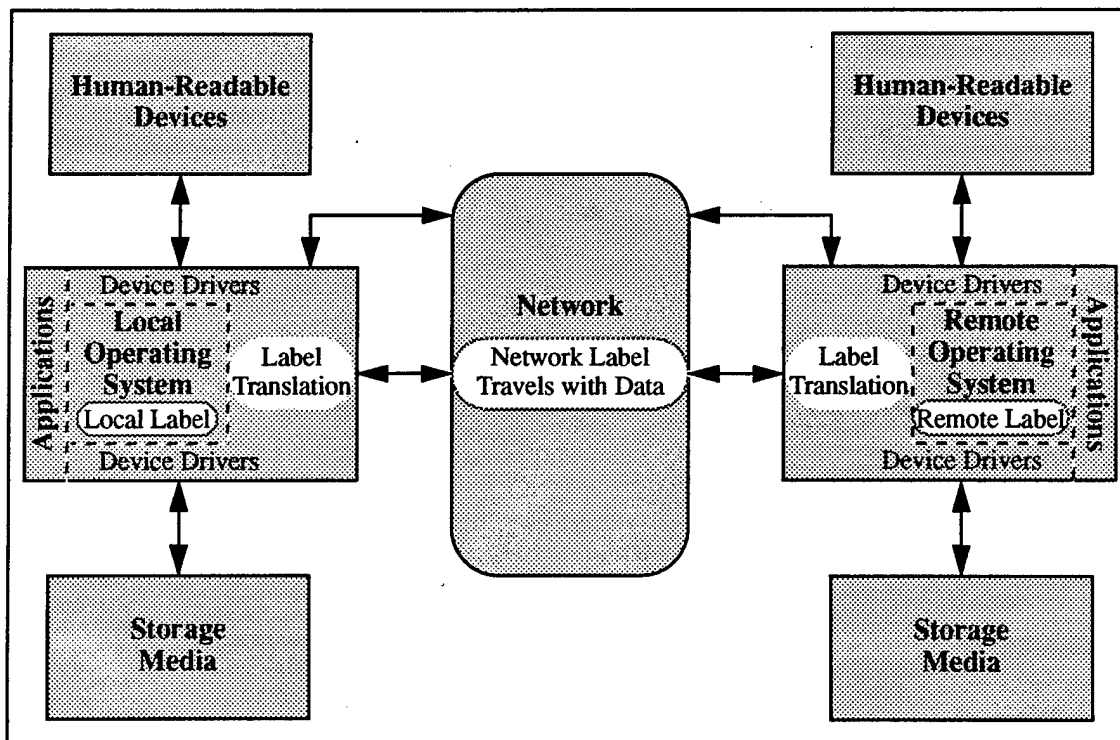 Human-Readable
Devices
Human-Readable
Devices
Device Drivers
Applications
Local
Operating
System
Local Label
Label
Translation
Device Drivers
Network
Network Label
Travels with Data
Device Drivers
Label
Translation
Remote
Operating
System
Remote Label
Applications
Device Drivers
Storage
Media
Storage
Media